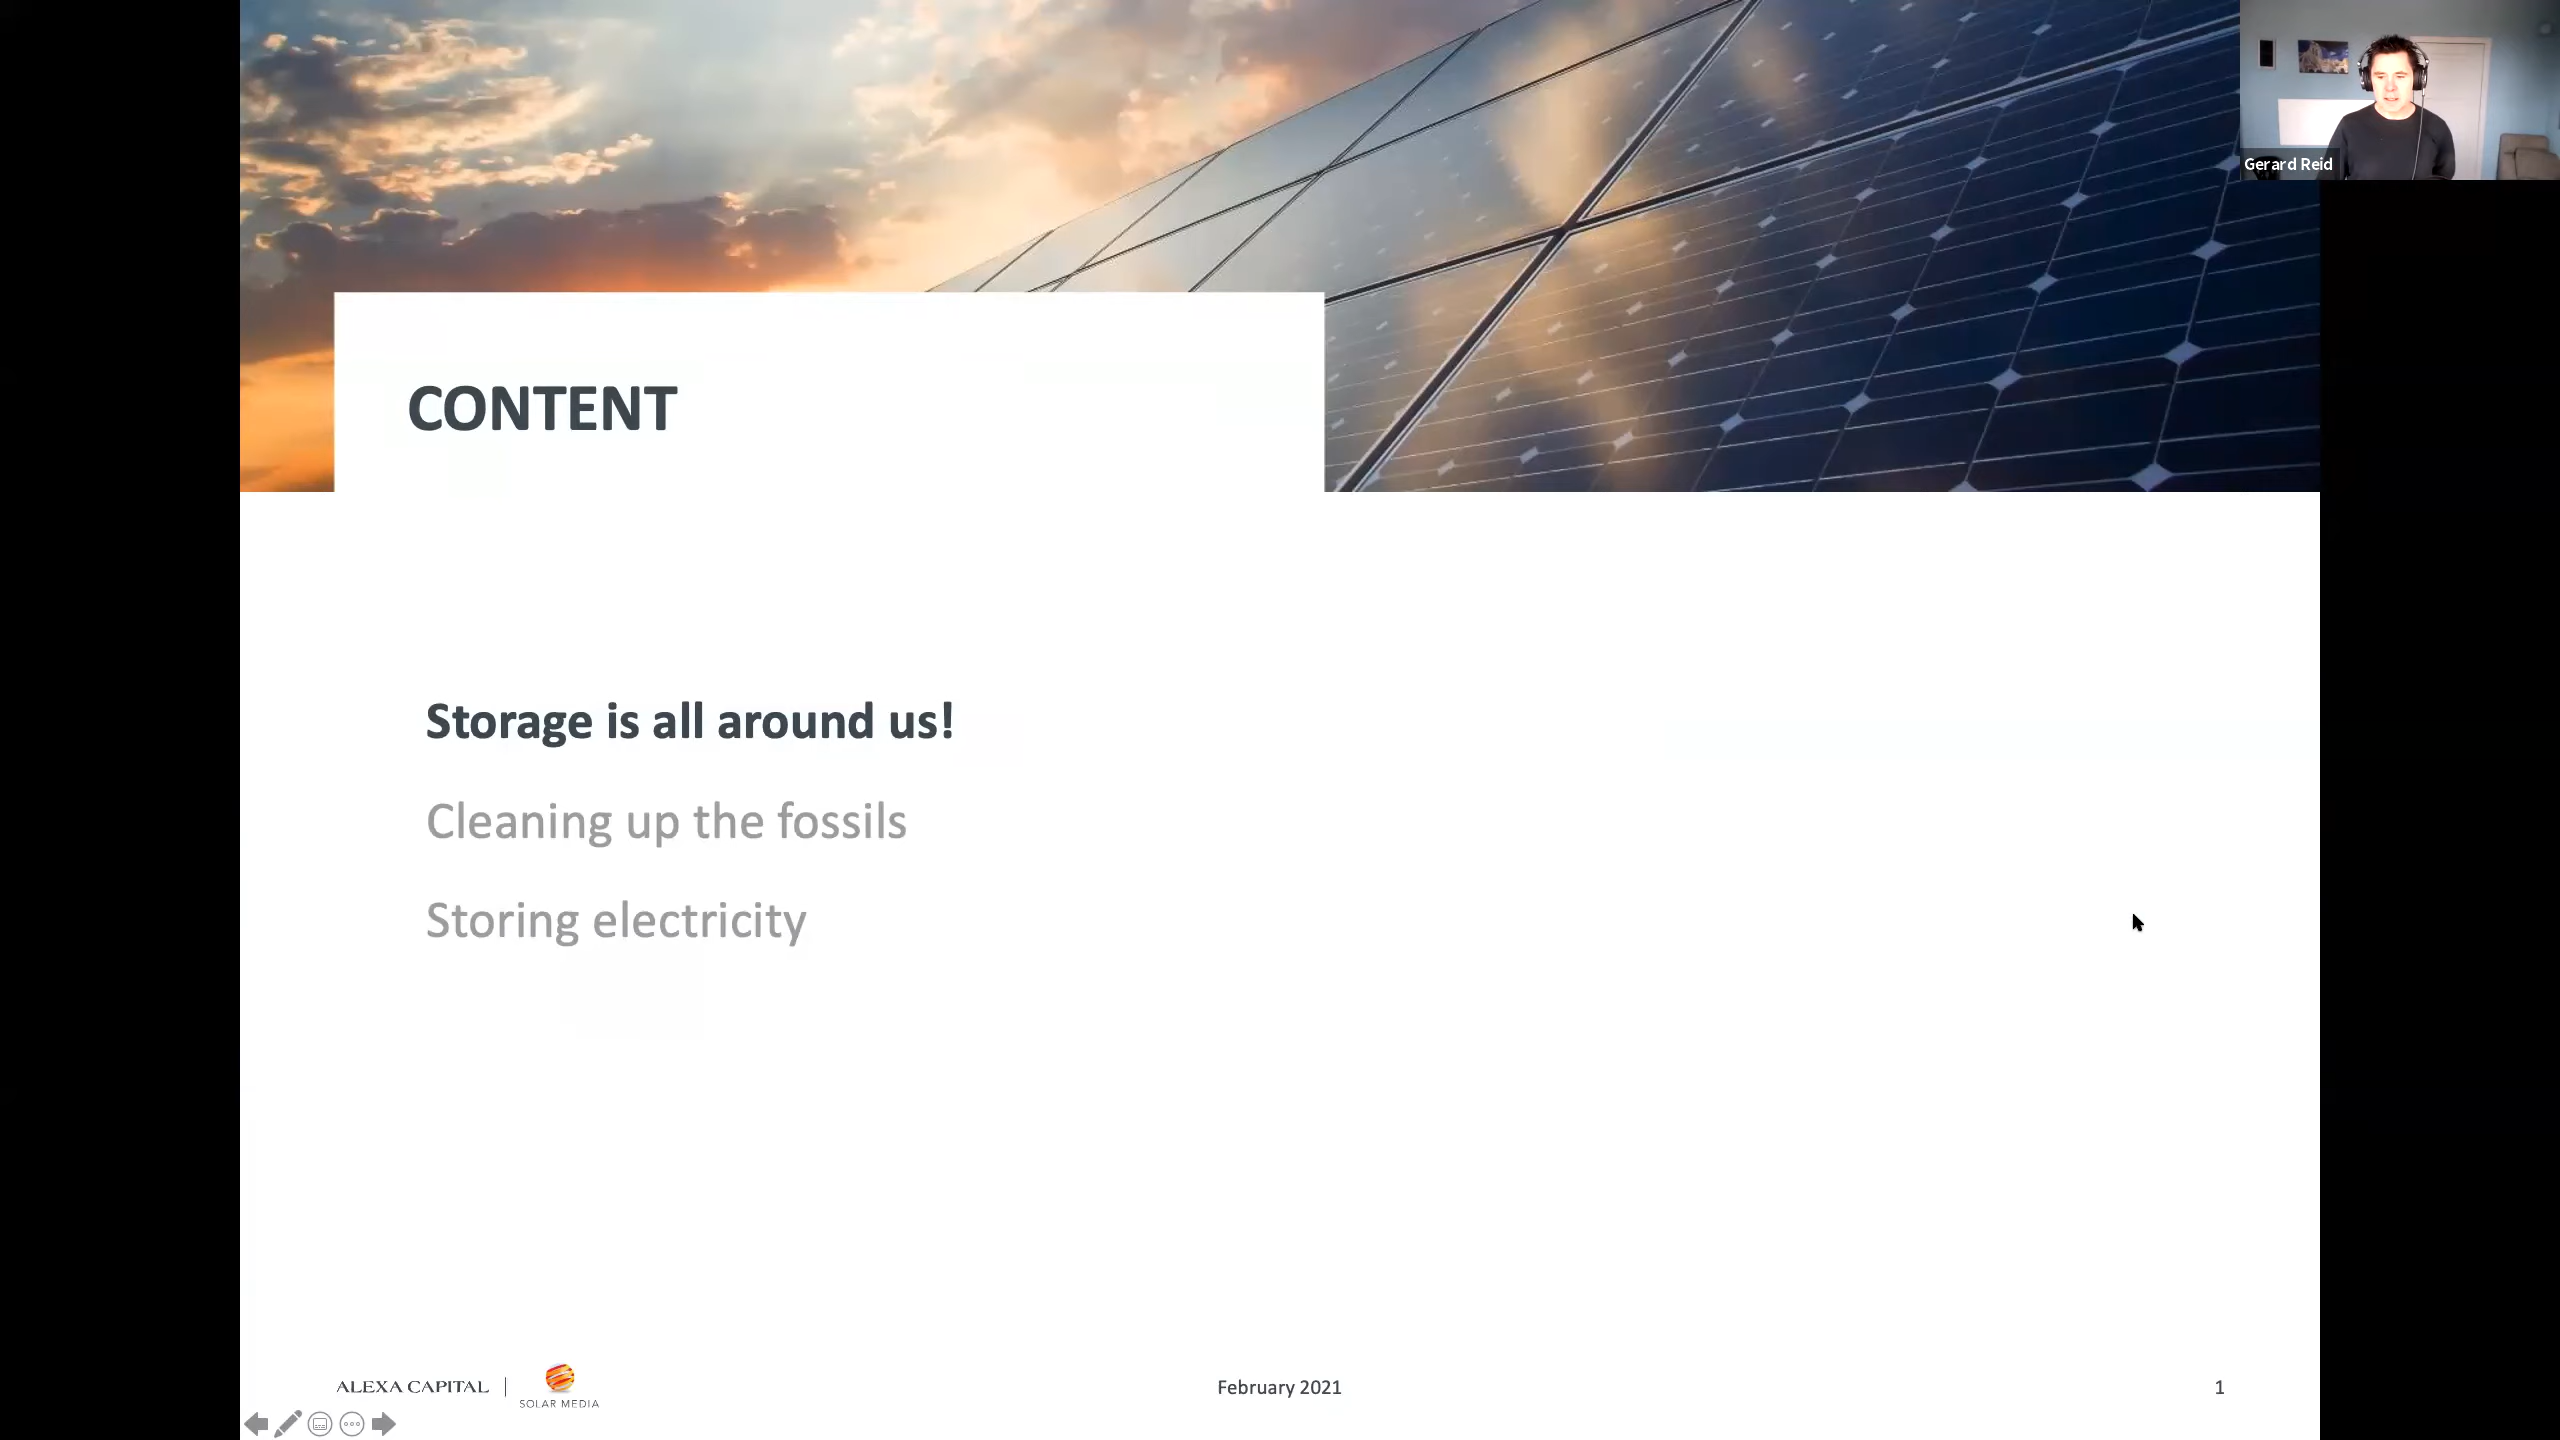 Gerard Reid
CONTENT
Storage is all around us!
Cleaning up the fossils
Storing electricity
ALEXA CAPITAL
SOLAR MEDIA
February 2021
1